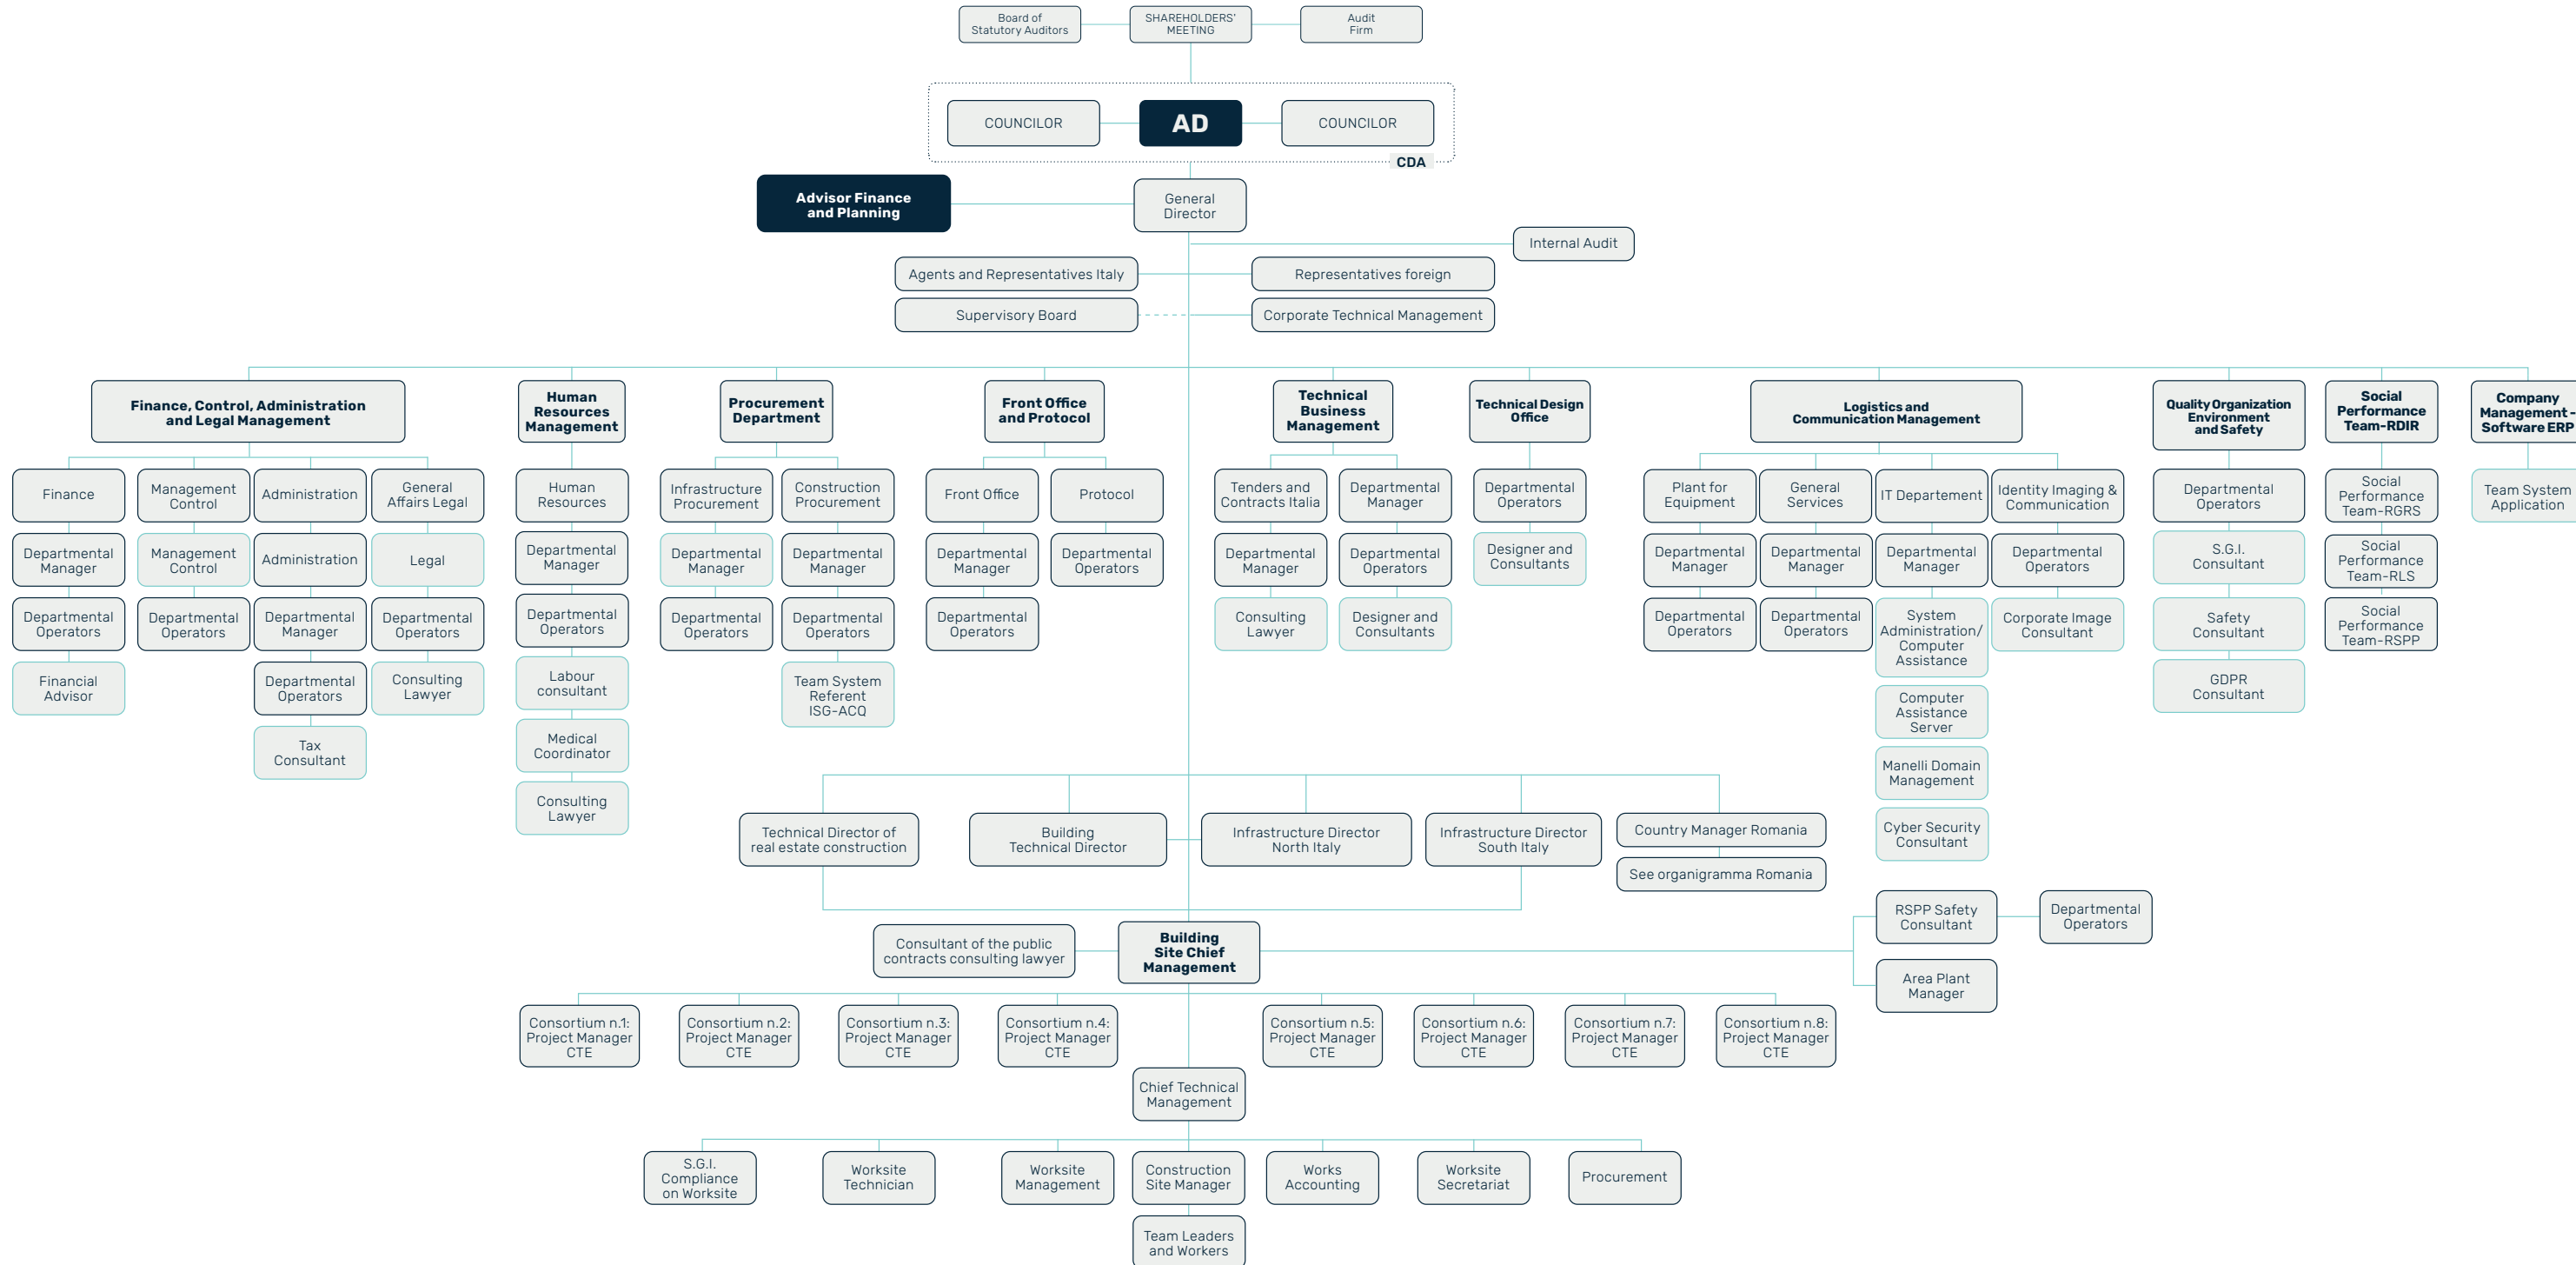 Board of
Statutory Auditors
SHAREHOLDERS'
MEETING
Audit
Firm
COUNCILOR
AD
COUNCILOR
CDA
Advisor Finance
and Planning
General
Director
Internal Audit
Agents and Representatives Italy
Representatives foreign
Supervisory Board
Corporate Technical Management
Finance, Control, Administration
and Legal Management
Finance
Departmental
Manager
Departmental
Operators
Financial
Advisor
Management
Control
Management
Control
Departmental
Operators
Administration
Administration
Departmental
Manager
Departmental
Operators
Tax
Consultant
General
Affairs Legal
Legal
Departmental
Operators
Consulting
Lawyer
Human
Resources
Management
Human
Resources
Departmental
Manager
Departmental
Operators
Labour
consultant
Medical
Coordinator
Consulting
Lawyer
Procurement
Department
Infrastructure
Procurement
Departmental
Manager
Departmental
Operators
Construction
Procurement
Departmental
Manager
Departmental
Operators
Team System
Referent
ISG-ACQ
Front Office
and Protocol
Front Office
Departmental
Manager
Departmental
Operators
Protocol
Departmental
Operators
Technical
Business
Management
Tenders and
Contracts Italia
Departmental
Manager
Consulting
Lawyer
Departmental
Manager
Departmental
Operators
Designer and
Consultants
Technical Design
Office
Departmental
Operators
Designer and
Consultants
Logistics and
Communication Management
Plant for
Equipment
Departmental
Manager
Departmental
Operators
General
Services
Departmental
Manager
Departmental
Operators
IT Departement
Departmental
Manager
System
Administration/
Computer
Assistance
Computer
Assistance
Server
Manelli Domain
Management
Cyber Security
Consultant
Identity Imaging &
Communication
Departmental
Operators
Corporate Image
Consultant
Quality Organization
Environment
and Safety
Departmental
Operators
S.G.I.
Consultant
Safety
Consultant
GDPR
Consultant
Social
Performance
Team-RDIR
Social
Performance
Team-RGRS
Social
Performance
Team-RLS
Social
Performance
Team-RSPP
Company
Management -
Software ERP
Team System
Application
Technical Director of
real estate construction
Building
Technical Director
Infrastructure Director
North Italy
Infrastructure Director
South Italy
Country Manager Romania
See organigramma Romania
Consultant of the public
contracts consulting lawyer
Building
Site Chief
Management
RSPP Safety
Consultant
Departmental
Operators
Area Plant
Manager
Consortium n.1:
Project Manager
CTE
Consortium n.2:
Project Manager
CTE
Consortium n.3:
Project Manager
CTE
Consortium n.4:
Project Manager
CTE
Consortium n.5:
Project Manager
CTE
Consortium n.6:
Project Manager
CTE
Consortium n.7:
Project Manager
CTE
Consortium n.8:
Project Manager
CTE
Chief Technical
Management
S.G.I.
Compliance
on Worksite
Worksite
Technician
Worksite
Management
Construction
Site Manager
Works
Accounting
Worksite
Secretariat
Procurement
Team Leaders
and Workers